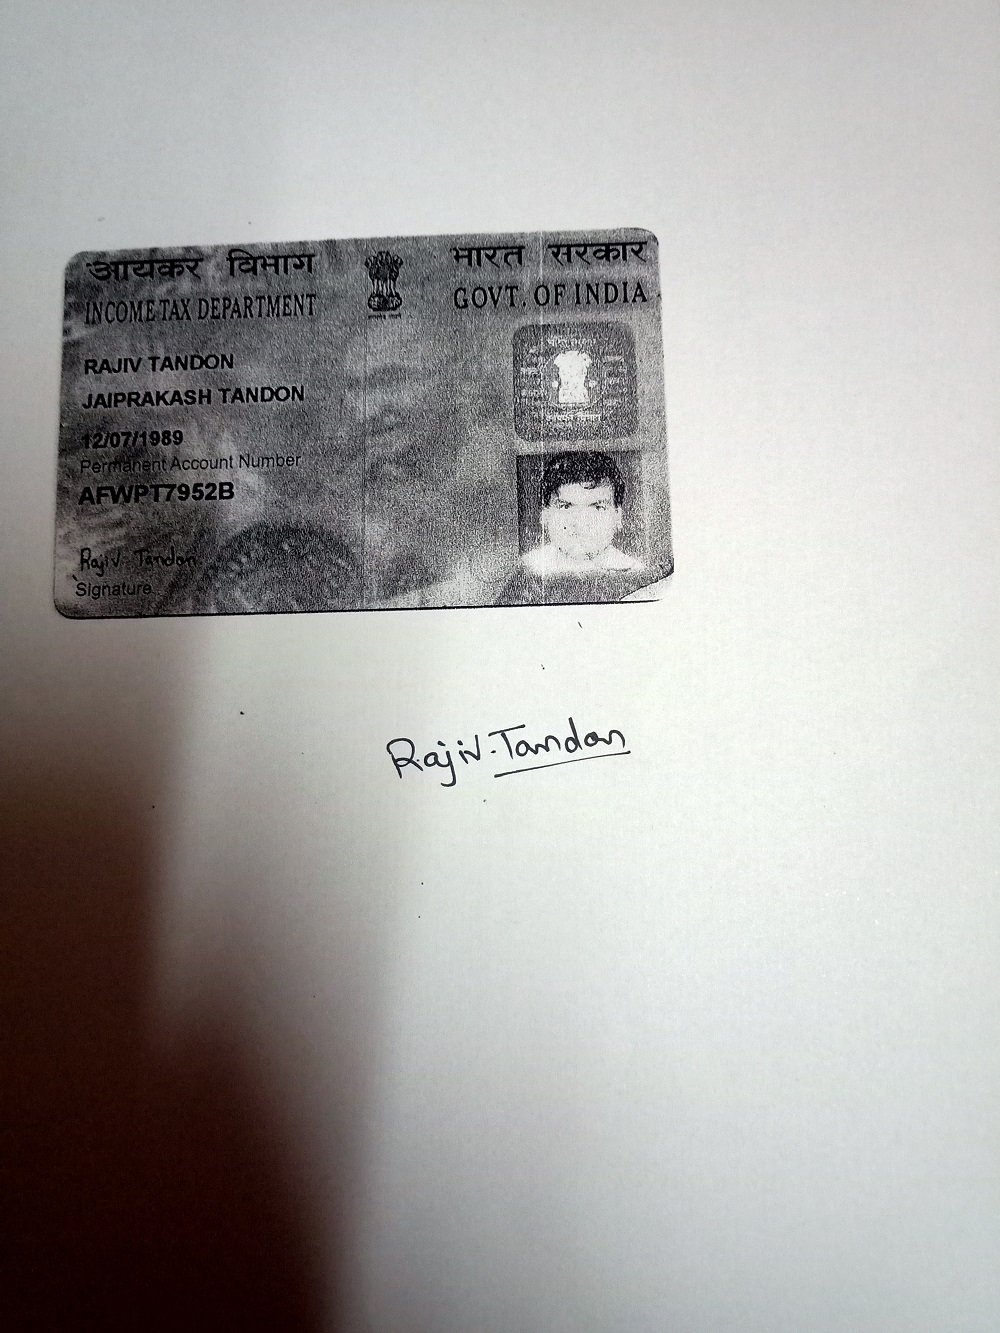 आयकर विभाग
भारत सरकार
INCOME TAX DEPARTMENT
GOVT. OF INDIA
RAJIV TANDON
JAIPRAKASH TANDON
12/07/1989
Permanent Account Number
AFWPT7952B
Rajiv Tandon
Signature
Rajiv. Tandon